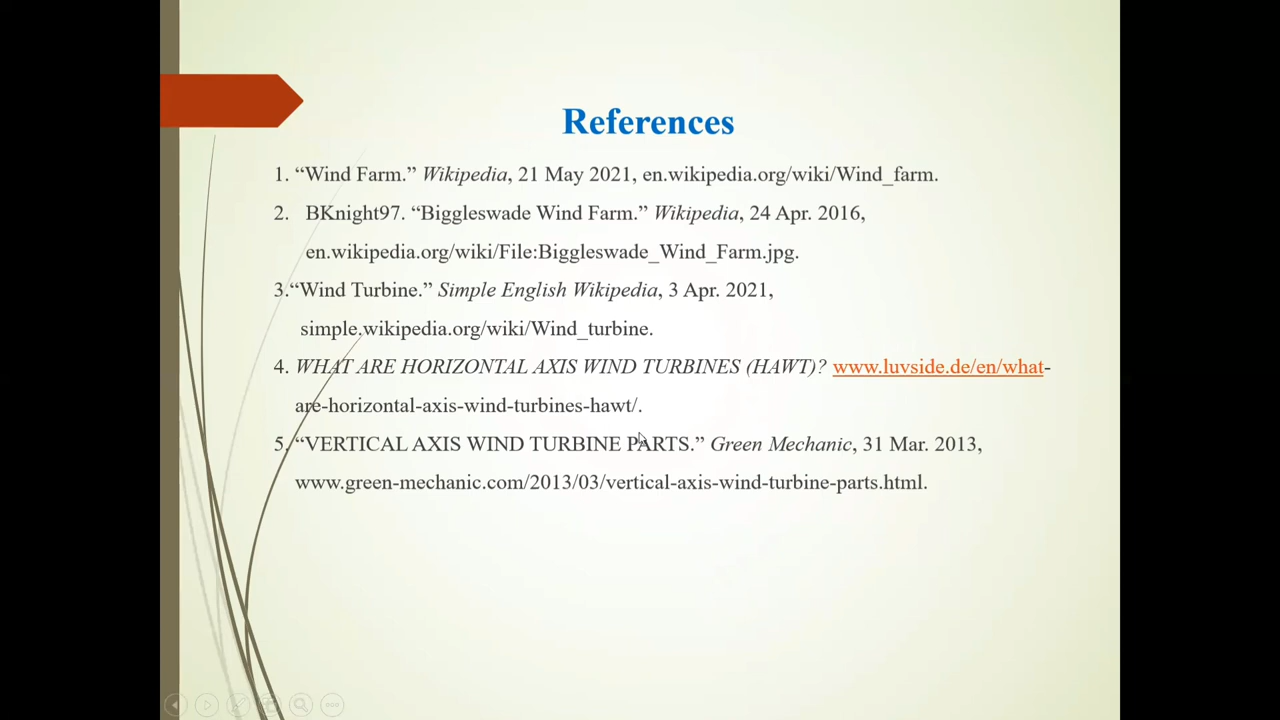 References
1. “Wind Farm.” Wikipedia, 21 May 2021, en.wikipedia.org/wiki/Wind_farm.
2. BKnight97. “Biggleswade Wind Farm.” Wikipedia, 24 Apr. 2016,
en.wikipedia.org/wiki/File:Biggleswade_Wind_Farm.jpg.
3.“Wind Turbine.” Simple English Wikipedia, 3 Apr. 2021,
simple.wikipedia.org/wiki/Wind_turbine.
4. WHAT ARE HORIZONTAL AXIS WIND TURBINES (HAWT)? www.luvside.de/en/what-
are-horizontal-axis-wind-turbines-hawt/.
5. “VERTICAL AXIS WIND TURBINE PARTS.” Green Mechanic, 31 Mar. 2013,
www.green-mechanic.com/2013/03/vertical-axis-wind-turbine-parts.html.